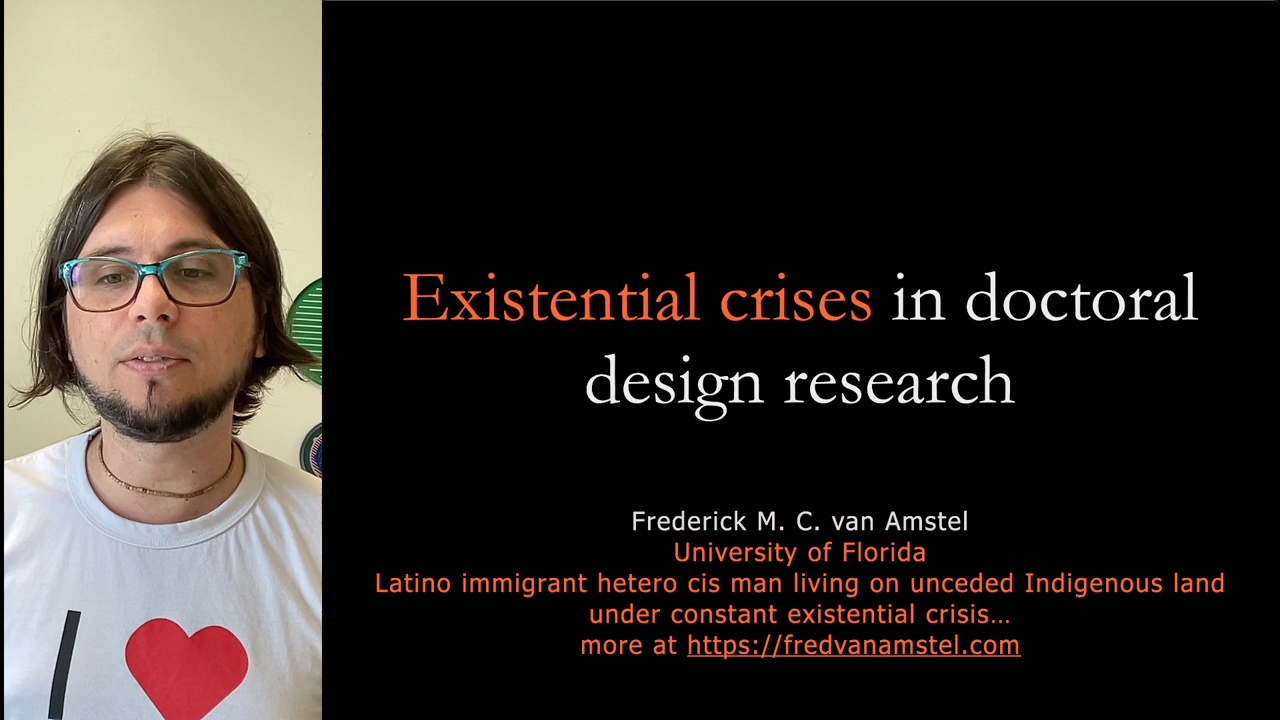 Existential crises in doctoral
design research
Frederick M. C. van Amstel
University of Florida
Latino immigrant hetero cis man living on unceded Indigenous land
under constant existential crisis…
more at https://fredvanamstel.com
I